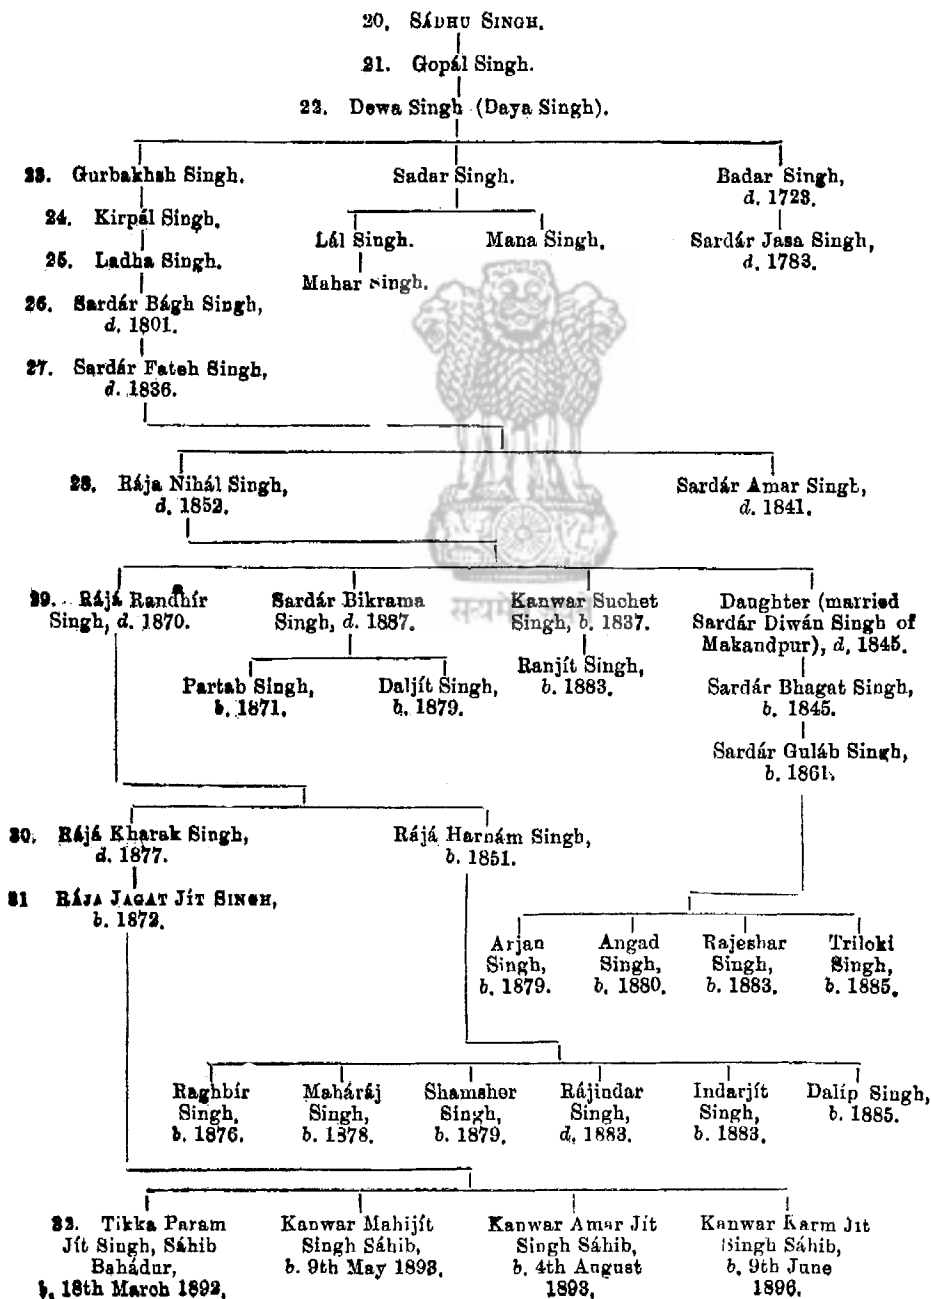 20. SÁDHU SINGH.
21. Gopál Singh.
22. Dewa Singh (Daya Singh).
23. Gurbakhsh Singh. Sadar Singh. Badar Singh,
d. 1723.
24. Kirpál Singh.
Lál Singh. Mana Singh. Sardár Jasa Singh,
d. 1783.
25. Ladha Singh.
Mahar Singh.
26. Sardár Bágh Singh,
d. 1801.
27. Sardár Fateh Singh,
d. 1836.
28. Rája Nihál Singh, Sardár Amar Singh,
d. 1852. d. 1841.
29. Rájá Randhír Sardár Bikrama Kanwar Suchet Daughter (married
Singh, d. 1870. Singh, d. 1887. Singh, b. 1837. Sardár Diwán Singh of
Makandpur), d. 1845.
Ranjít Singh,
b. 1883.
Partab Singh, Daljít Singh, Sardár Bhagat Singh,
b. 1871. b. 1879. b. 1845.
Sardár Guláb Singh,
b. 1861.
30. Rájá Kharak Singh, Rájá Harnám Singh,
d. 1877. b. 1851.
31 RÁJA JAGAT JÍT SINGH,
b. 1872.
Arjan Angad Rajeshar Triloki
Singh, Singh, Singh, Singh,
b. 1879. b. 1880. b. 1883. b. 1885.
Raghbír Maháráj Shamsher Rájindar Indarjít Dalíp Singh,
Singh, Singh, Singh, Singh, Singh, b. 1885.
b. 1876. b. 1878. b. 1879. d. 1883. b. 1883.
32. Tikka Param Kanwar Mahijít Kanwar Amar Jít Kanwar Karm Jít
Jít Singh, Sáhib Singh Sáhib, Singh Sáhib, Singh Sáhib,
Bahádur, b. 9th May 1893. b. 4th August b. 9th June
b. 18th March 1892. 1893. 1896.
सत्यमेव जयते